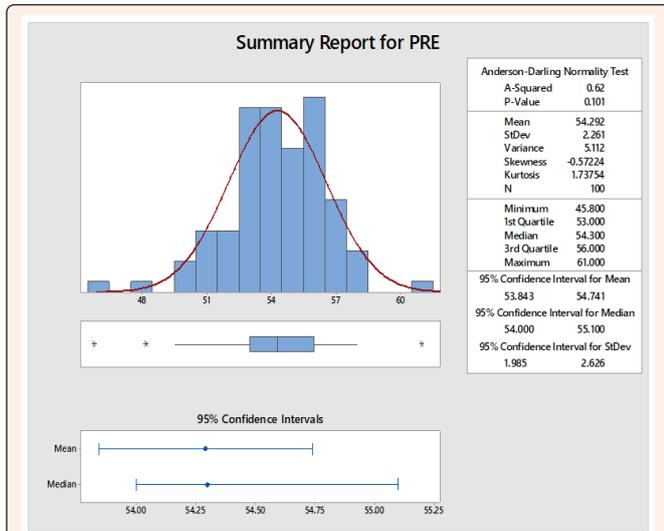 Summary Report for PRE
48 51 54 57 60
* * *
95% Confidence Intervals
Mean
Median
54.00 54.25 54.50 54.75 55.00 55.25
Anderson-Darling Normality Test
A-Squared 0.62
P-Value 0.101
Mean 54.292
StDev 2.261
Variance 5.112
Skewness -0.57224
Kurtosis 1.73754
N 100
Minimum 45.800
1st Quartile 53.000
Median 54.300
3rd Quartile 56.000
Maximum 61.000
95% Confidence Interval for Mean
53.843 54.741
95% Confidence Interval for Median
54.000 55.100
95% Confidence Interval for StDev
1.985 2.626